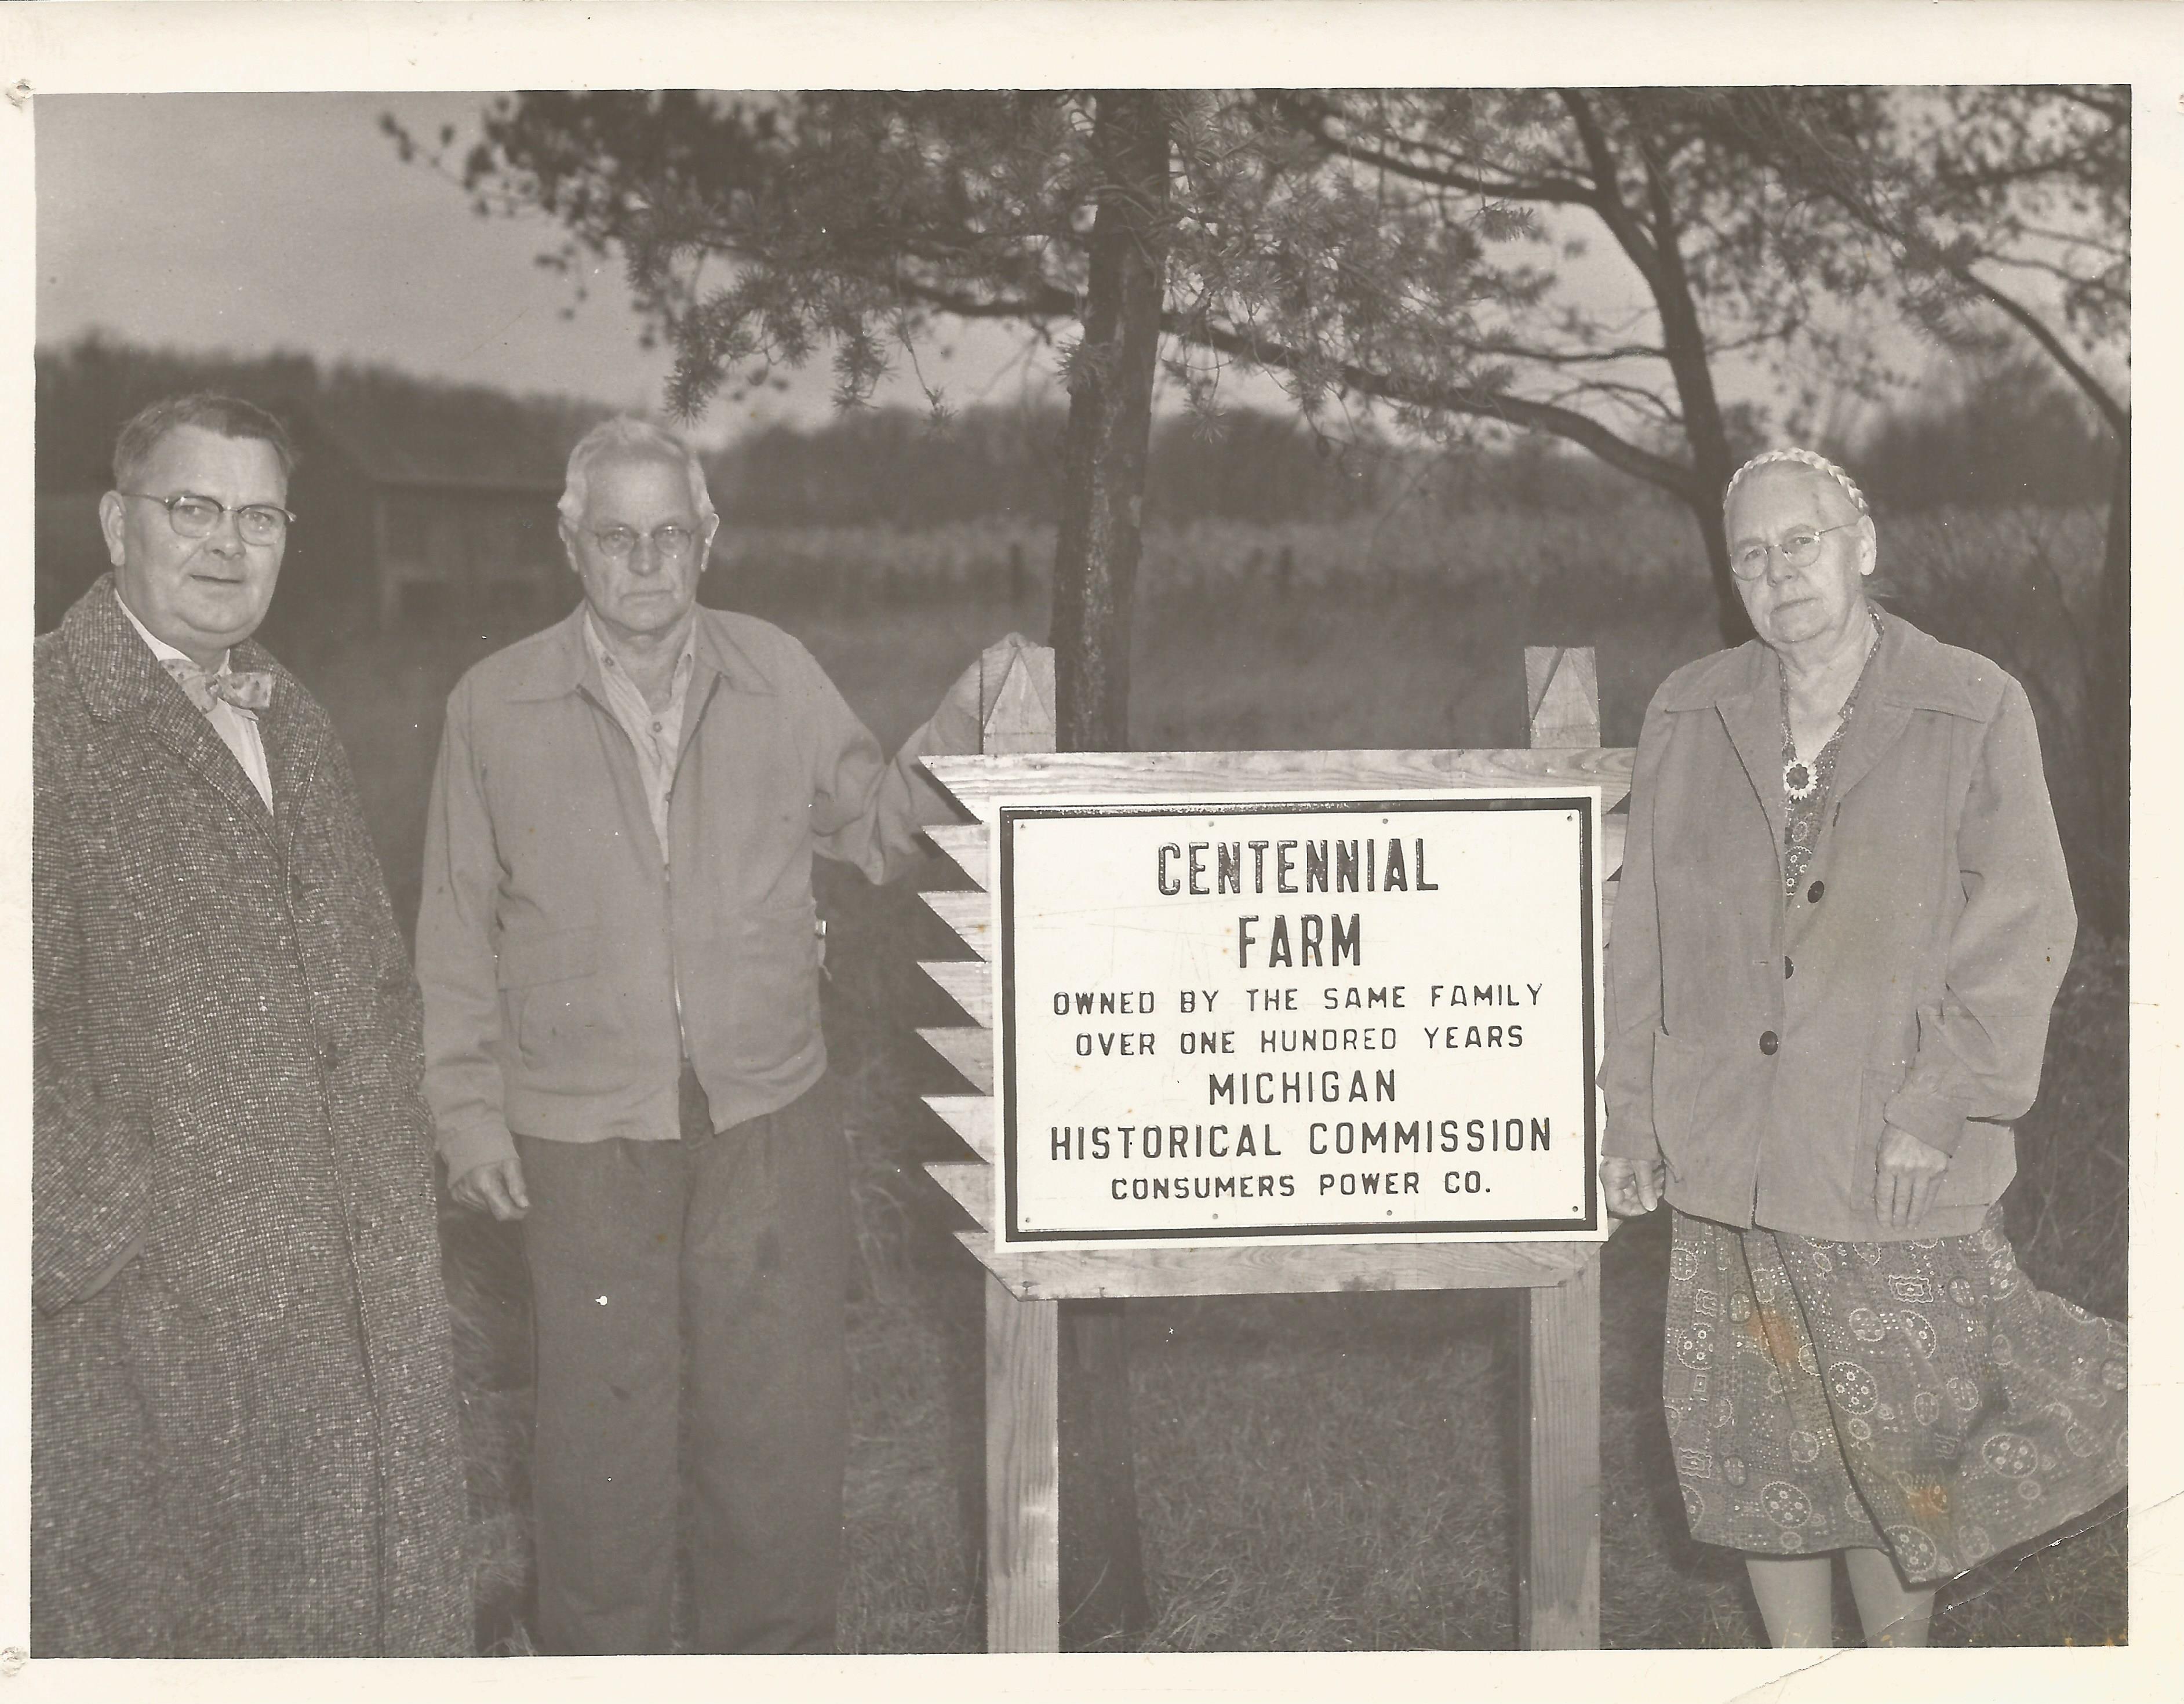 CENTENNIAL
FARM
OWNED BY THE SAME FAMILY
OVER ONE HUNDRED YEARS
MICHIGAN
HISTORICAL COMMISSION
CONSUMERS POWER CO.